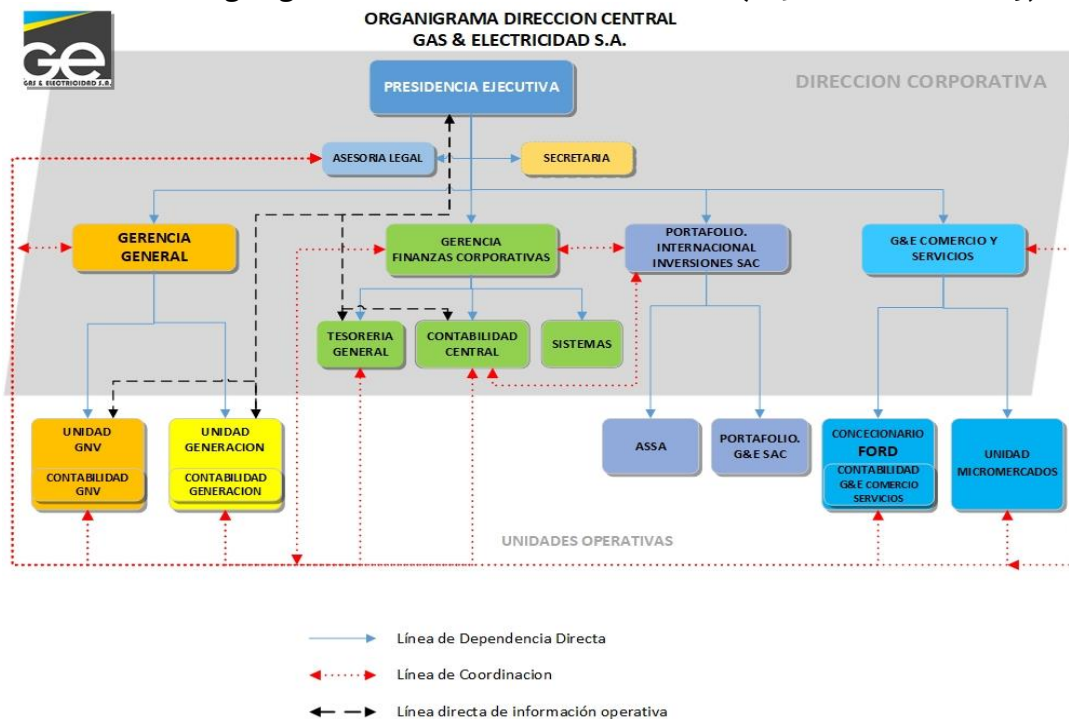 ORGANIGRAMA DIRECCION CENTRAL
GAS & ELECTRICIDAD S.A.
GE
GAS & ELECTRICIDAD S.A.
DIRECCION CORPORATIVA
PRESIDENCIA EJECUTIVA
ASESORIA LEGAL
SECRETARIA
GERENCIA
GENERAL
GERENCIA
FINANZAS CORPORATIVAS
PORTAFOLIO.
INTERNACIONAL
INVERSIONES SAC
G&E COMERCIO Y
SERVICIOS
TESORERIA
GENERAL
CONTABILIDAD
CENTRAL
SISTEMAS
UNIDAD
GNV
CONTABILIDAD
GNV
UNIDAD
GENERACION
CONTABILIDAD
GENERACION
ASSA
PORTAFOLIO.
G&E SAC
CONCECIONARIO
FORD
CONTABILIDAD
G&E COMERCIO
SERVICIOS
UNIDAD
MICROMERCADOS
UNIDADES OPERATIVAS
Línea de Dependencia Directa
Línea de Coordinacion
Línea directa de información operativa